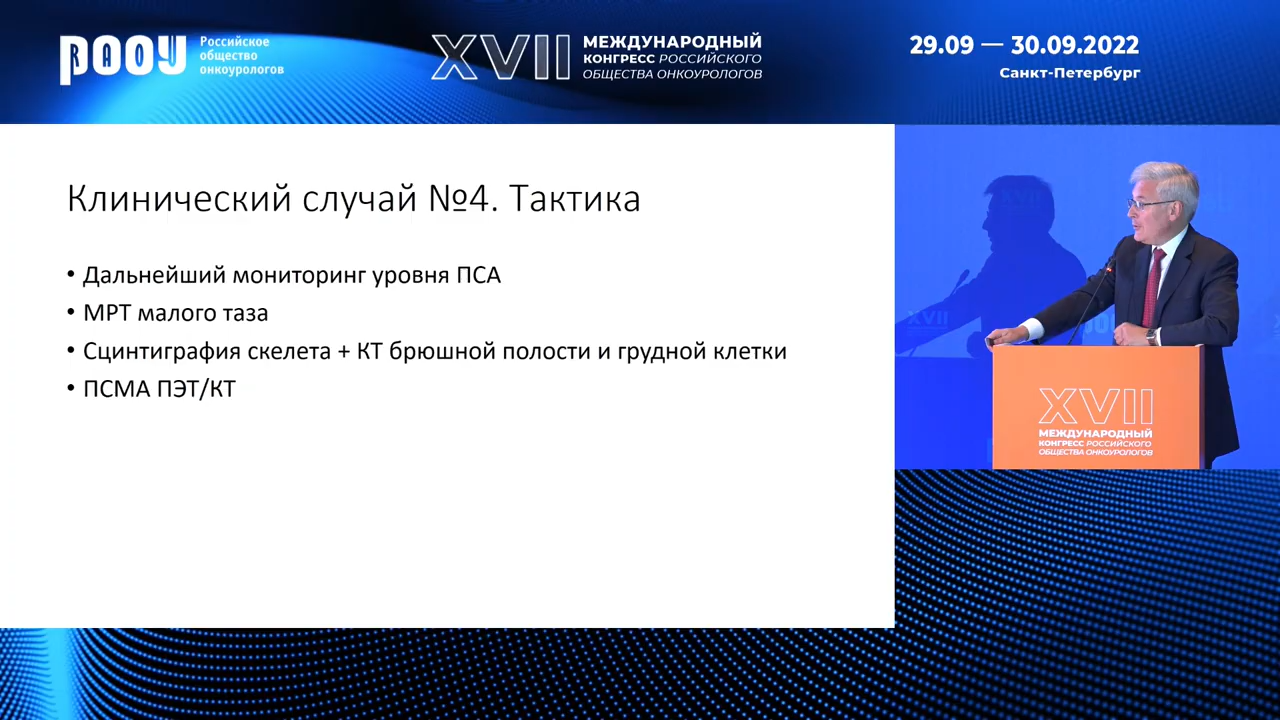 РООУ
RAOU
Российское
общество
онкоурологов
XVII
МЕЖДУНАРОДНЫЙ
КОНГРЕСС РОССИЙСКОГО
ОБЩЕСТВА ОНКОУРОЛОГОВ
29.09 — 30.09.2022
Санкт-Петербург
Клинический случай №4. Тактика
• Дальнейший мониторинг уровня ПСА
• МРТ малого таза
• Сцинтиграфия скелета + КТ брюшной полости и грудной клетки
• ПСМА ПЭТ/КТ
XVII
МЕЖДУНАРОДНЫЙ
КОНГРЕСС РОССИЙСКОГО
ОБЩЕСТВА ОНКОУРОЛОГОВ